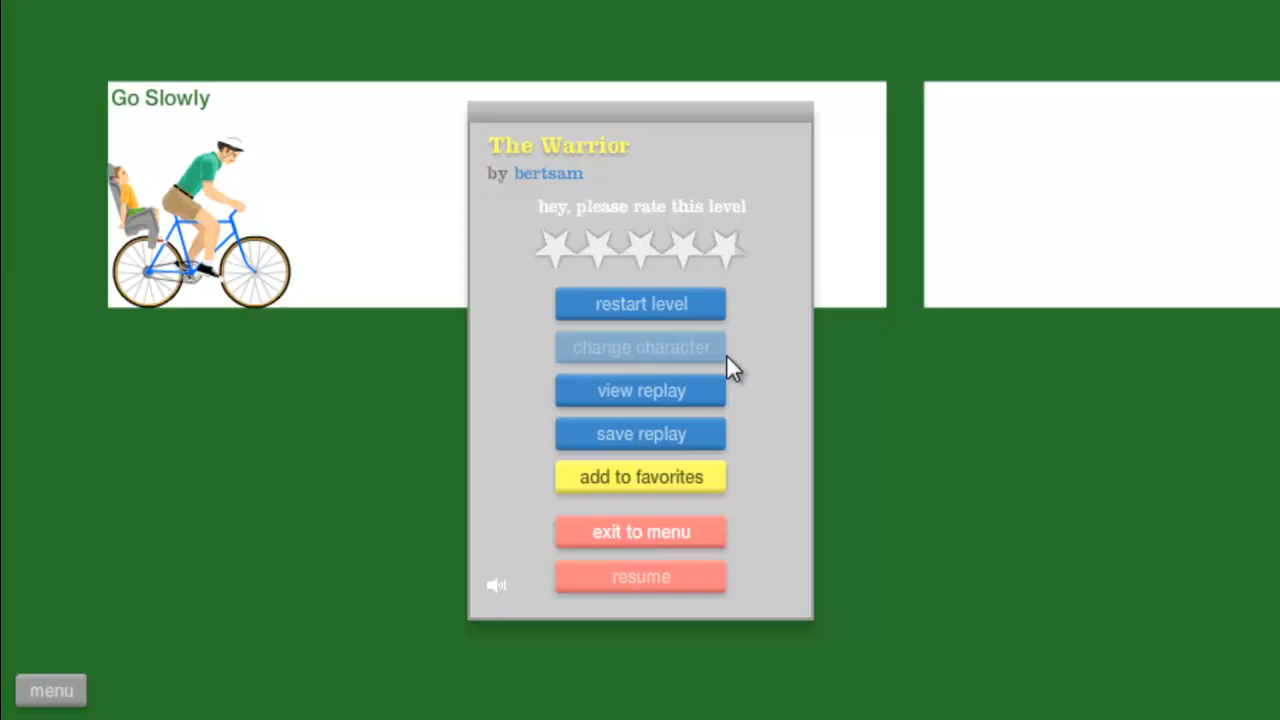 Go Slowly
The Warrior
by bertsam
hey, please rate this level
restart level
change character
view replay
save replay
add to favorites
exit to menu
resume
menu